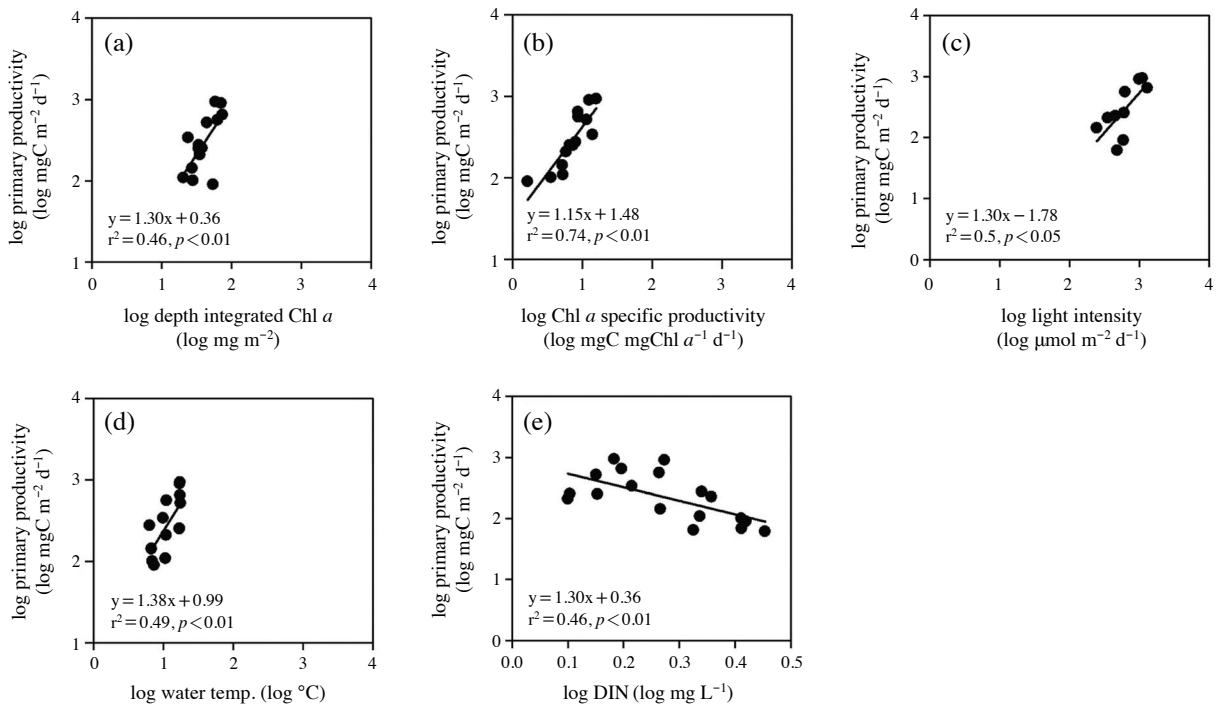 (a)
log primary productivity
(log mgC m⁻² d⁻¹)
4
3
2
1
y=1.30x+0.36
r²=0.46, p<0.01
0 1 2 3 4
log depth integrated Chl a
(log mg m⁻²)
(b)
log primary productivity
(log mgC m⁻² d⁻¹)
4
3
2
1
y=1.15x+1.48
r²=0.74, p<0.01
0 1 2 3 4
log Chl a specific productivity
(log mgC mgChl a⁻¹ d⁻¹)
(c)
log primary productivity
(log mgC m⁻² d⁻¹)
4
3
2
1
0
y=1.30x−1.78
r²=0.5, p<0.05
0 1 2 3 4
log light intensity
(log μmol m⁻² d⁻¹)
(d)
log primary productivity
(log mgC m⁻² d⁻¹)
4
3
2
1
y=1.38x+0.99
r²=0.49, p<0.01
0 1 2 3 4
log water temp. (log °C)
(e)
log primary productivity
(log mgC m⁻² d⁻¹)
4
3
2
1
0
y=1.30x+0.36
r²=0.46, p<0.01
0.0 0.1 0.2 0.3 0.4 0.5
log DIN (log mg L⁻¹)